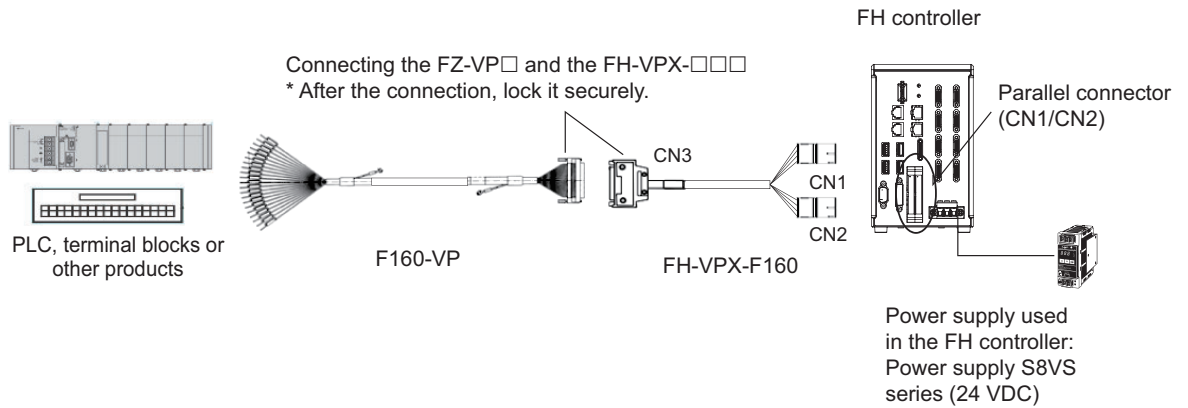 FH controller
Connecting the FZ-VP□ and the FH-VPX-□□□
* After the connection, lock it securely.
Parallel connector
(CN1/CN2)
CN3
CN1
CN2
PLC, terminal blocks or
other products
F160-VP
FH-VPX-F160
Power supply used
in the FH controller:
Power supply S8VS
series (24 VDC)